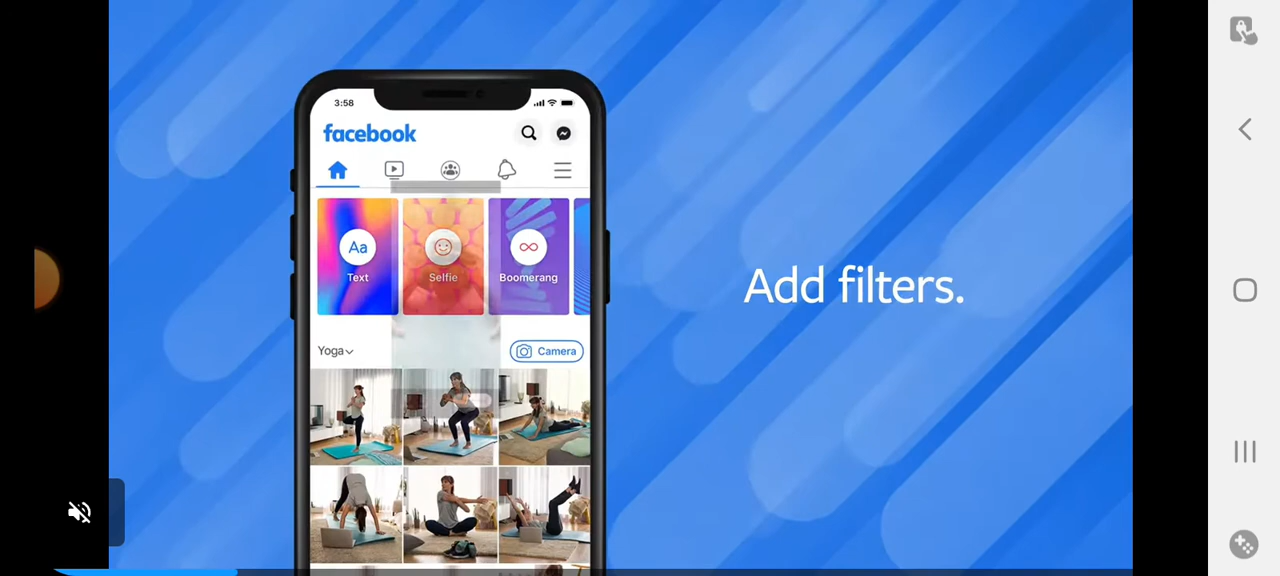 3:58
facebook
Aa
Text
Selfie
Boomerang
Yoga
Camera
Add filters.